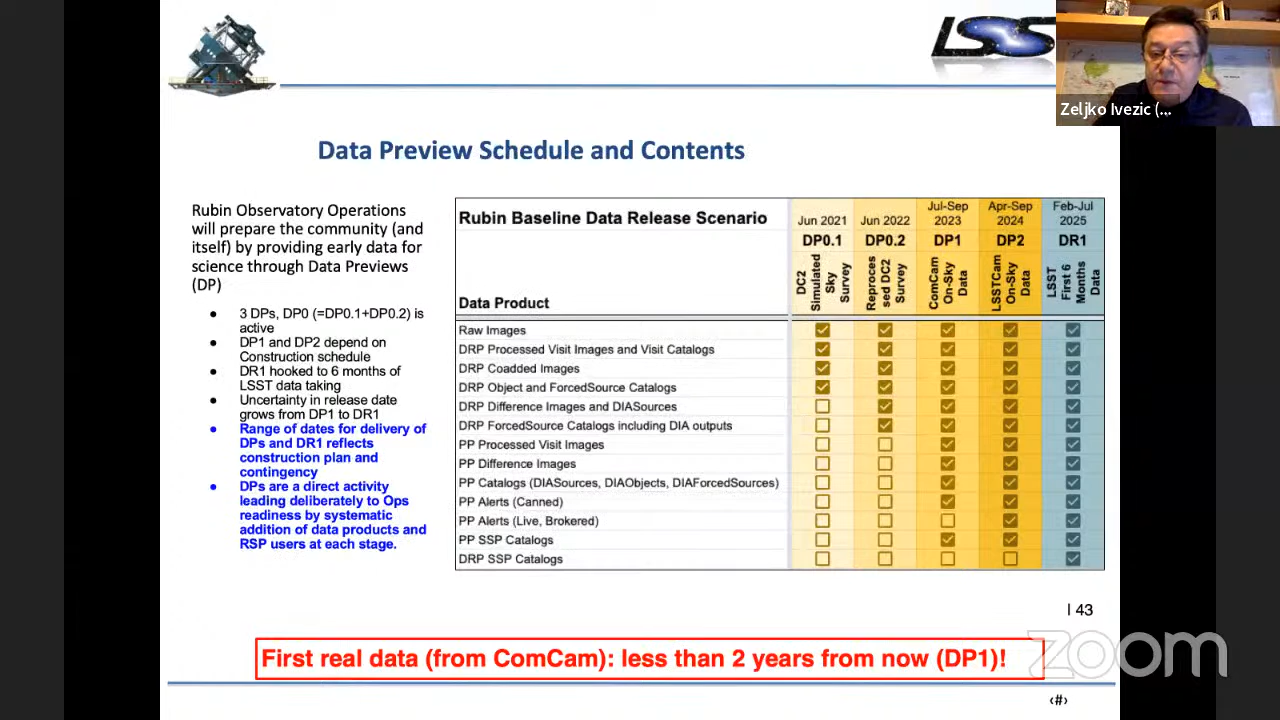 LSS
Zeljko Ivezic (...
Data Preview Schedule and Contents
Rubin Observatory Operations
will prepare the community (and
itself) by providing early data for
science through Data Previews
(DP)
● 3 DPs, DP0 (=DP0.1+DP0.2) is
active
● DP1 and DP2 depend on
Construction schedule
● DR1 hooked to 6 months of
LSST data taking
● Uncertainty in release date
grows from DP1 to DR1
● Range of dates for delivery of
DPs and DR1 reflects
construction plan and
contingency
● DPs are a direct activity
leading deliberately to Ops
readiness by systematic
addition of data products and
RSP users at each stage.
Rubin Baseline Data Release Scenario
Jun 2021
DP0.1
DC2
Simulated
Sky
Survey
Jun 2022
DP0.2
Reproces
sed DC2
Survey
Jul-Sep
2023
DP1
ComCam
On-Sky
Data
Apr-Sep
2024
DP2
LSSTCam
On-Sky
Data
Feb-Jul
2025
DR1
LSST
First 6
Months
Data
Data Product
Raw Images
DRP Processed Visit Images and Visit Catalogs
DRP Coadded Images
DRP Object and ForcedSource Catalogs
DRP Difference Images and DIASources
DRP ForcedSource Catalogs including DIA outputs
PP Processed Visit Images
PP Difference Images
PP Catalogs (DIASources, DIAObjects, DIAForcedSources)
PP Alerts (Canned)
PP Alerts (Live, Brokered)
PP SSP Catalogs
DRP SSP Catalogs
| 43
First real data (from ComCam): less than 2 years from now (DP1)!
zoom
‹#›